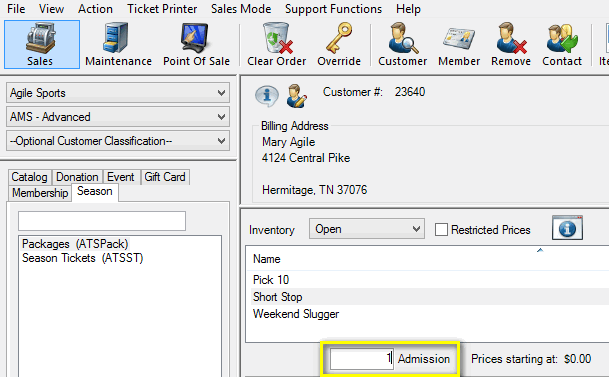 File View Action Ticket Printer Sales Mode Support Functions Help
Sales Maintenance Point Of Sale Clear Order Override Customer Member Remove Contact
Agile Sports
AMS - Advanced
--Optional Customer Classification--
Catalog Donation Event Gift Card
Membership Season
Packages (ATSPack)
Season Tickets (ATSST)
Customer #: 23640
Billing Address
Mary Agile
4124 Central Pike
Hermitage, TN 37076
Inventory Open Restricted Prices
Name
Pick 10
Short Stop
Weekend Slugger
1 Admission Prices starting at: $0.00